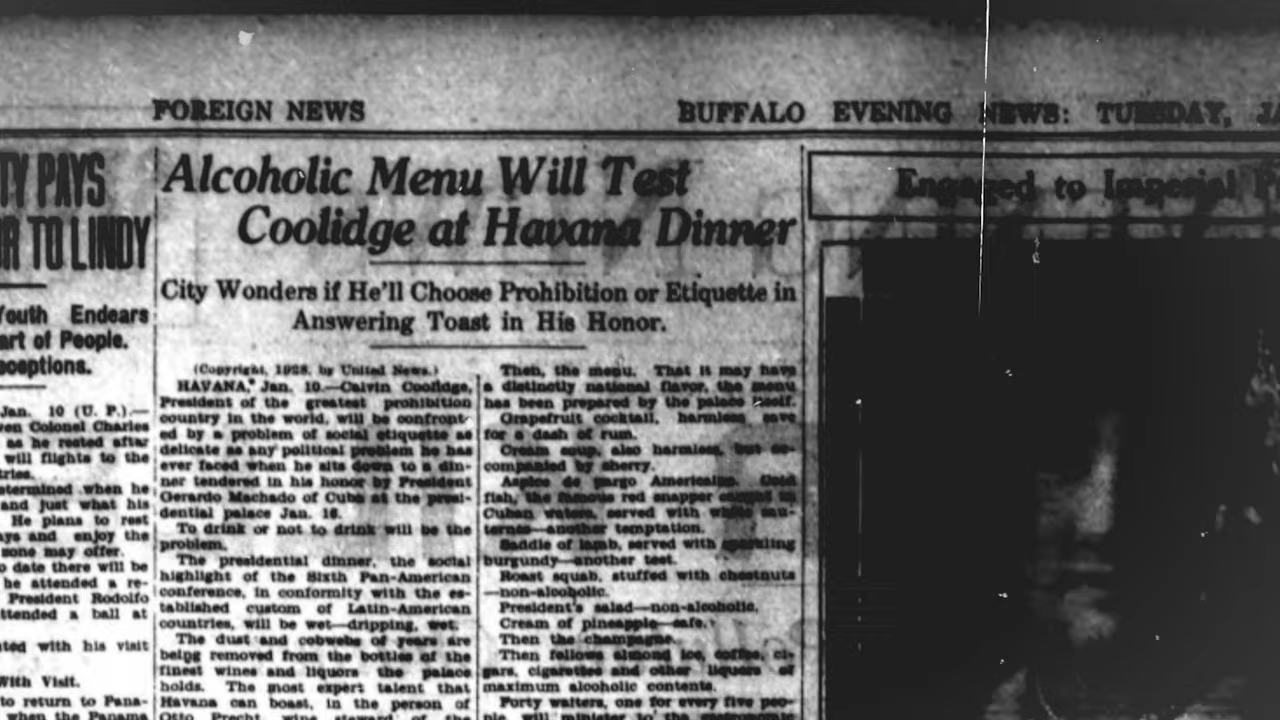 FOREIGN NEWS
BUFFALO EVENING NEWS: TUESDAY,
TY PAYS
R TO LINDY
Youth Endears
art of People.
ceptions.
Jan. 10 (U. P.).—
ven Colonel Charles
as he rested after
will flights to the
tries.
etermined when he
and just what his
He plans to rest
ays and enjoy the
sone may offer.
o date there will be
he attended a re-
President Rodolfo
ttended a ball at
ted with his visit
With Visit.
to return to Pana-
when the Panama
Alcoholic Menu Will Test
Coolidge at Havana Dinner
City Wonders if He'll Choose Prohibition or Etiquette in
Answering Toast in His Honor.
(Copyright, 1928, by United News.)
HAVANA, Jan. 10.—Calvin Coolidge,
President of the greatest prohibition
country in the world, will be confront-
ed by a problem of social etiquette as
delicate as any political problem he has
ever faced when he sits down to a din-
ner tendered in his honor by President
Gerardo Machado of Cuba at the presi-
dential palace Jan. 16.
To drink or not to drink will be the
problem.
The presidential dinner, the social
highlight of the Sixth Pan-American
conference, in conformity with the es-
tablished custom of Latin-American
countries, will be wet—dripping, wet.
The dust and cobwebs of years are
being removed from the bottles of the
finest wines and liquors the palace
holds. The most expert talent that
Havana can boast, in the person of
Otto Precht, wine steward of the
Then, the menu. That it may have
a distinctly national flavor, the menu
has been prepared by the palace itself.
Grapefruit cocktail, harmless save
for a dash of rum.
Cream soup, also harmless, but ac-
companied by sherry.
Aspice de pargo Americaine. Cold
fish, the famous red snapper caught in
Cuban waters, served with white sau-
ternes—another temptation.
Saddle of lamb, served with sparkling
burgundy—another test.
Roast squab, stuffed with chestnuts
—non-alcoholic.
President's salad—non-alcoholic.
Cream of pineapple—safe.
Then the champagne.
Then follows almond ice, coffee, ci-
gars, cigarettes and other liquors of
maximum alcoholic contents.
Forty waiters, one for every five peo-
ple, will minister to the gastronomic
Engaged to Imperial